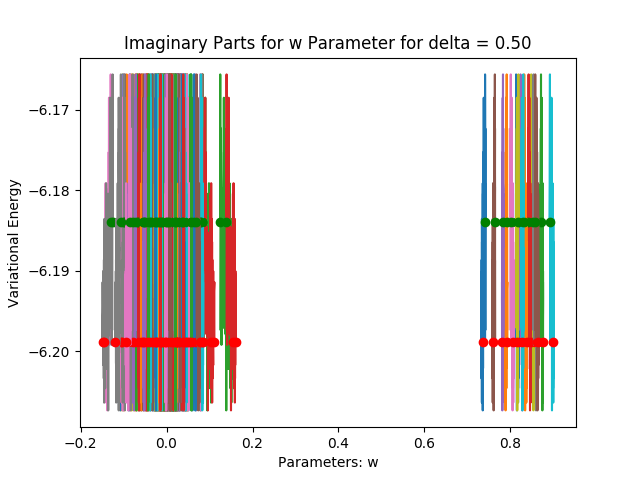 Imaginary Parts for w Parameter for delta = 0.50
Variational Energy
−6.17
−6.18
−6.19
−6.20
−0.2 0.0 0.2 0.4 0.6 0.8
Parameters: w